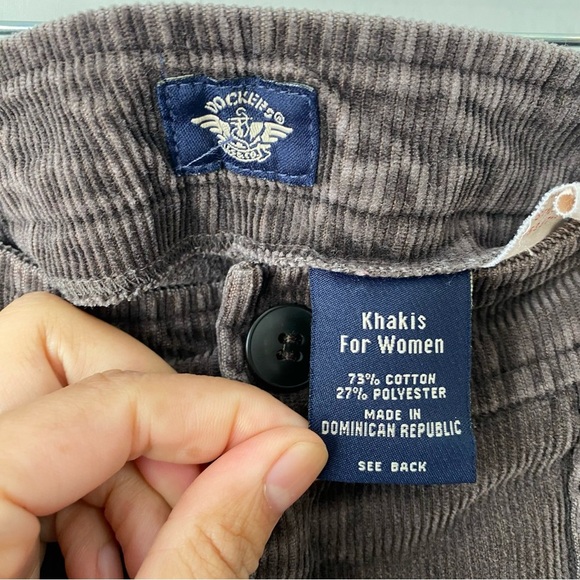 DOCKERS®
Khakis
For Women
73% COTTON
27% POLYESTER
MADE IN
DOMINICAN REPUBLIC
SEE BACK